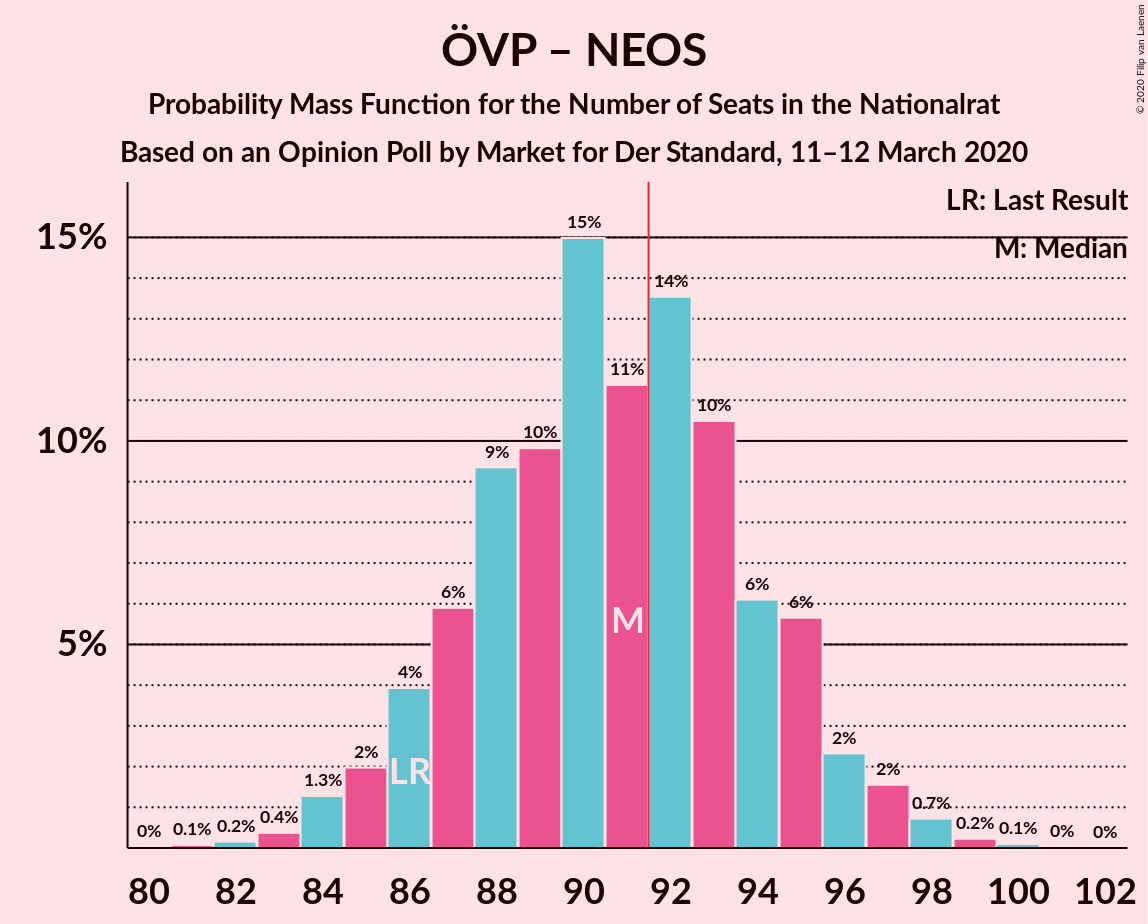 ÖVP – NEOS
Probability Mass Function for the Number of Seats in the Nationalrat
Based on an Opinion Poll by Market for Der Standard, 11–12 March 2020
© 2020 Filip van Laenen
LR: Last Result
M: Median
15%
10%
5%
0%
0.1%
0.2%
0.4%
1.3%
2%
4%
6%
9%
10%
15%
11%
14%
10%
6%
6%
2%
2%
0.7%
0.2%
0.1%
0%
0%
LR
M
80 82 84 86 88 90 92 94 96 98 100 102